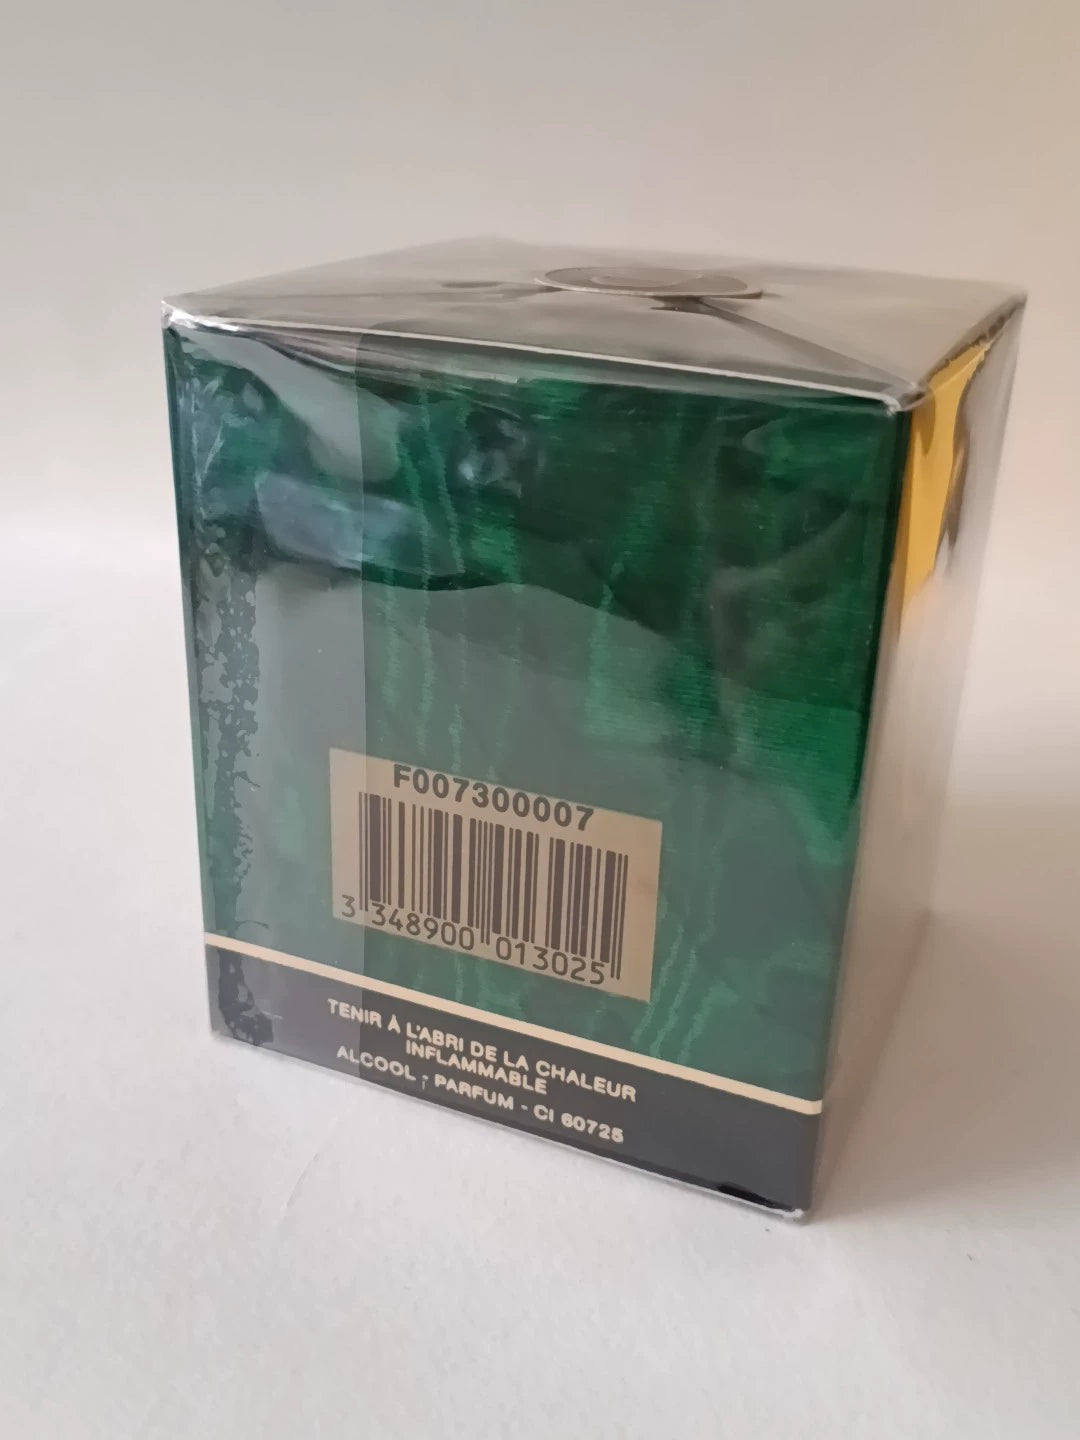 F007300007
3 348900 013025
TENIR À L'ABRI DE LA CHALEUR
INFLAMMABLE
ALCOOL - PARFUM - CI 60725